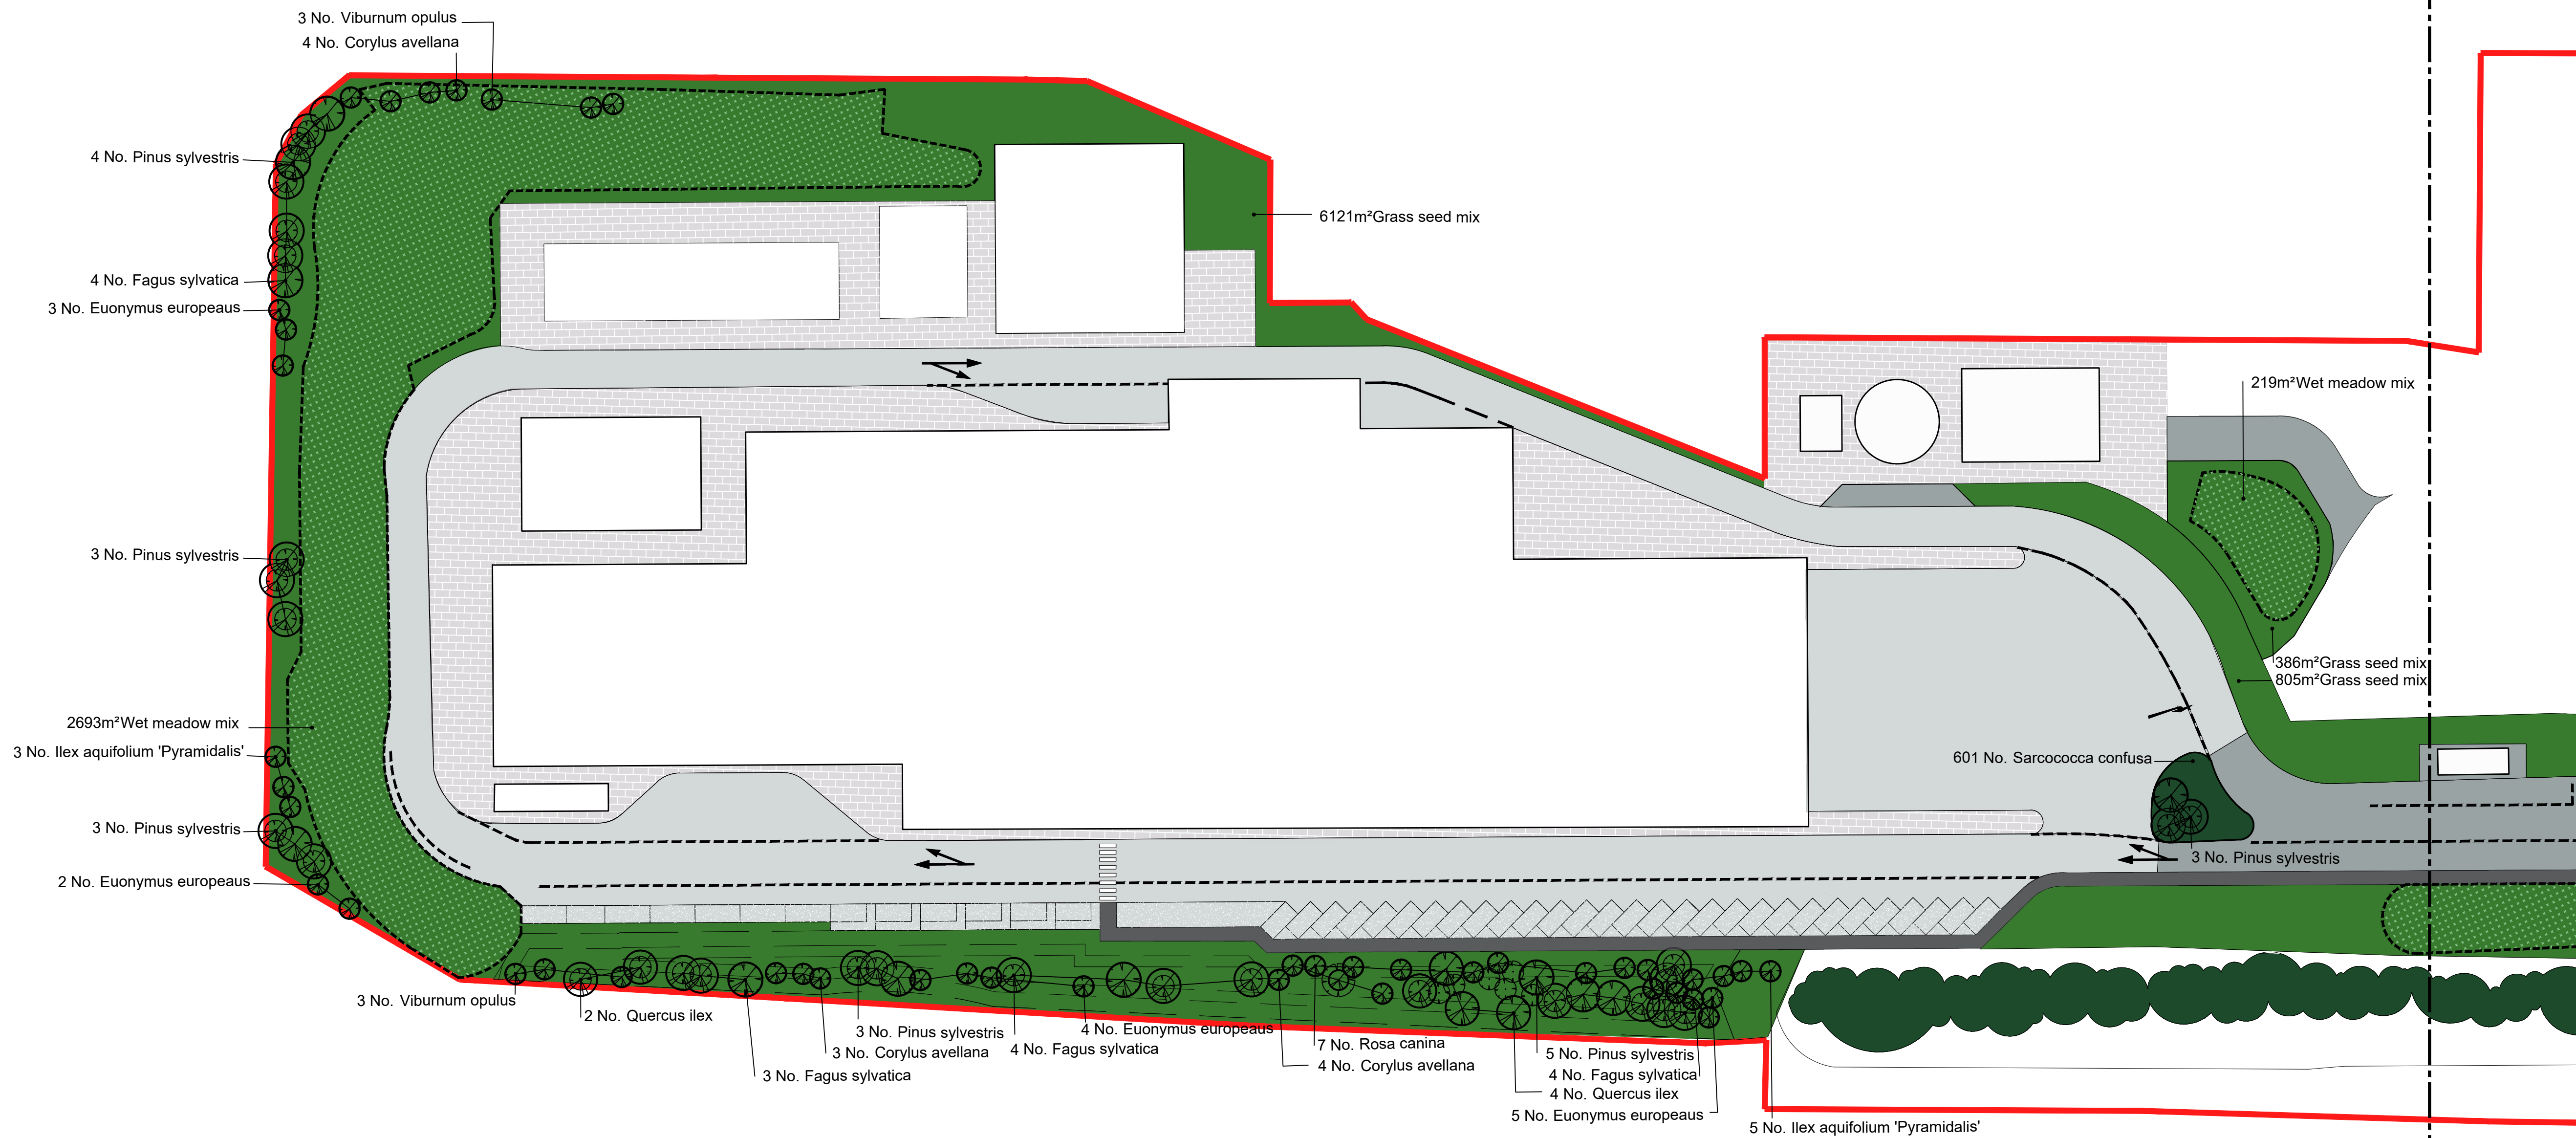 3 No. Viburnum opulus
4 No. Corylus avellana
4 No. Pinus sylvestris
6121m²Grass seed mix
4 No. Fagus sylvatica
3 No. Euonymus europeaus
219m²Wet meadow mix
3 No. Pinus sylvestris
386m²Grass seed mix
805m²Grass seed mix
2693m²Wet meadow mix
3 No. Ilex aquifolium 'Pyramidalis'
601 No. Sarcococca confusa
3 No. Pinus sylvestris
3 No. Pinus sylvestris
2 No. Euonymus europeaus
3 No. Viburnum opulus
2 No. Quercus ilex
3 No. Pinus sylvestris
4 No. Euonymus europeaus
3 No. Corylus avellana
4 No. Fagus sylvatica
7 No. Rosa canina
3 No. Fagus sylvatica
4 No. Corylus avellana
5 No. Pinus sylvestris
4 No. Fagus sylvatica
4 No. Quercus ilex
5 No. Euonymus europeaus
5 No. Ilex aquifolium 'Pyramidalis'